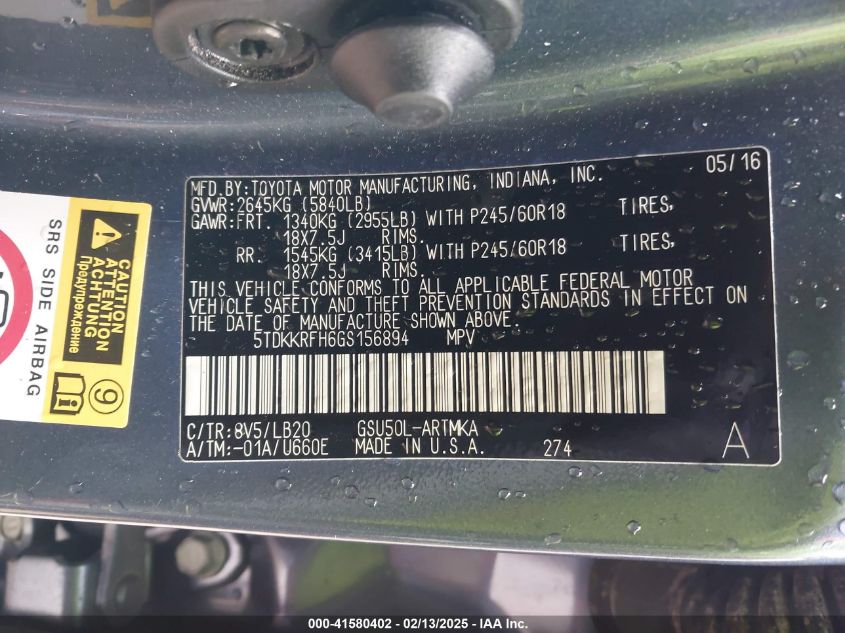 MFD.BY:TOYOTA MOTOR MANUFACTURING, INDIANA, INC. 05/16
GVWR:2645KG (5840LB)
GAWR:FRT. 1340KG (2955LB) WITH P245/60R18 TIRES,
18X7.5J RIMS.
RR. 1545KG (3415LB) WITH P245/60R18 TIRES,
18X7.5J RIMS.
THIS VEHICLE CONFORMS TO ALL APPLICABLE FEDERAL MOTOR
VEHICLE SAFETY AND THEFT PREVENTION STANDARDS IN EFFECT ON
THE DATE OF MANUFACTURE SHOWN ABOVE.
5TDKKRFH6GS156894 MPV
C/TR:8V5/LB20 GSU50L-ARTMKA
A/TM:-01A/U660E MADE IN U.S.A. 274 A
SRS SIDE AIRBAG
CAUTION
ATTENTION
ACHTUNG
Предупреждение
9
000-41580402 - 02/13/2025 - IAA Inc.